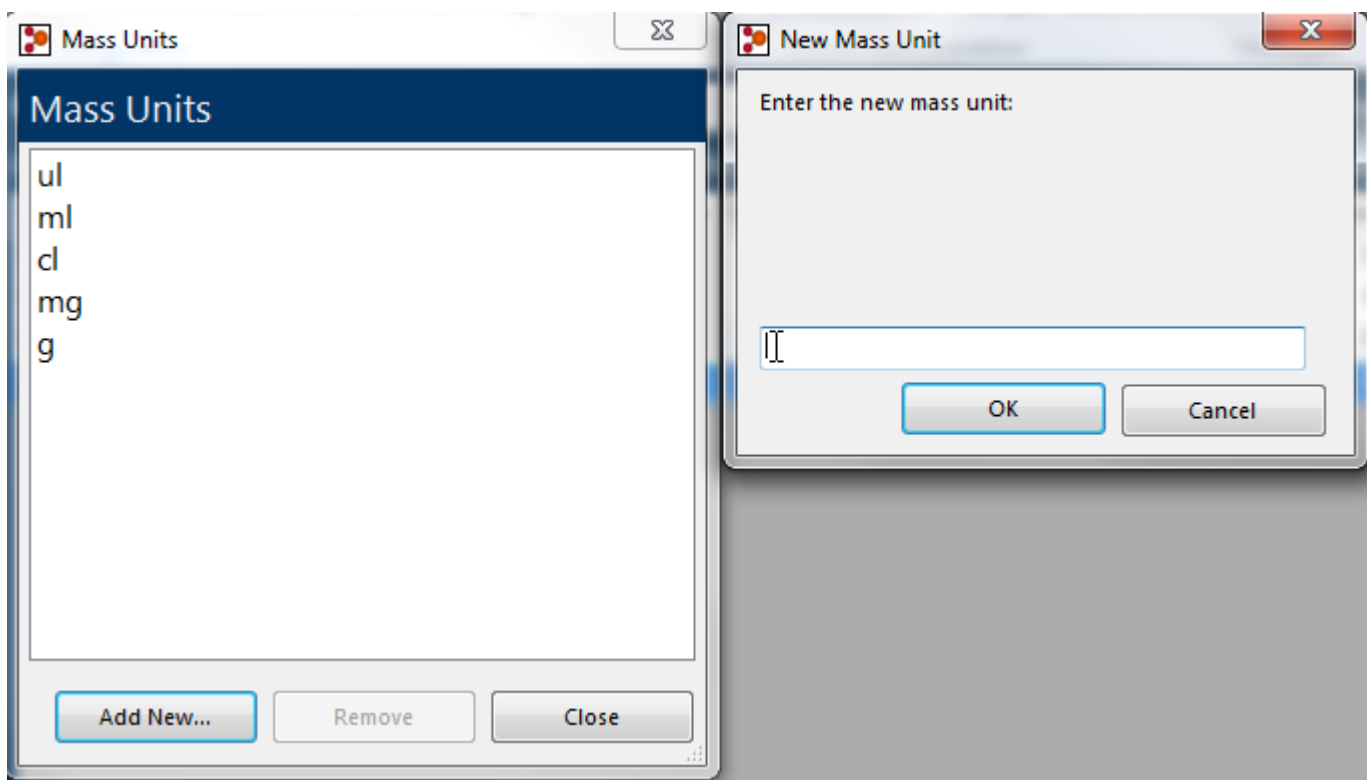 Mass Units
Mass Units
ul
ml
cl
mg
g
Add New...
Remove
Close
New Mass Unit
Enter the new mass unit:
OK
Cancel